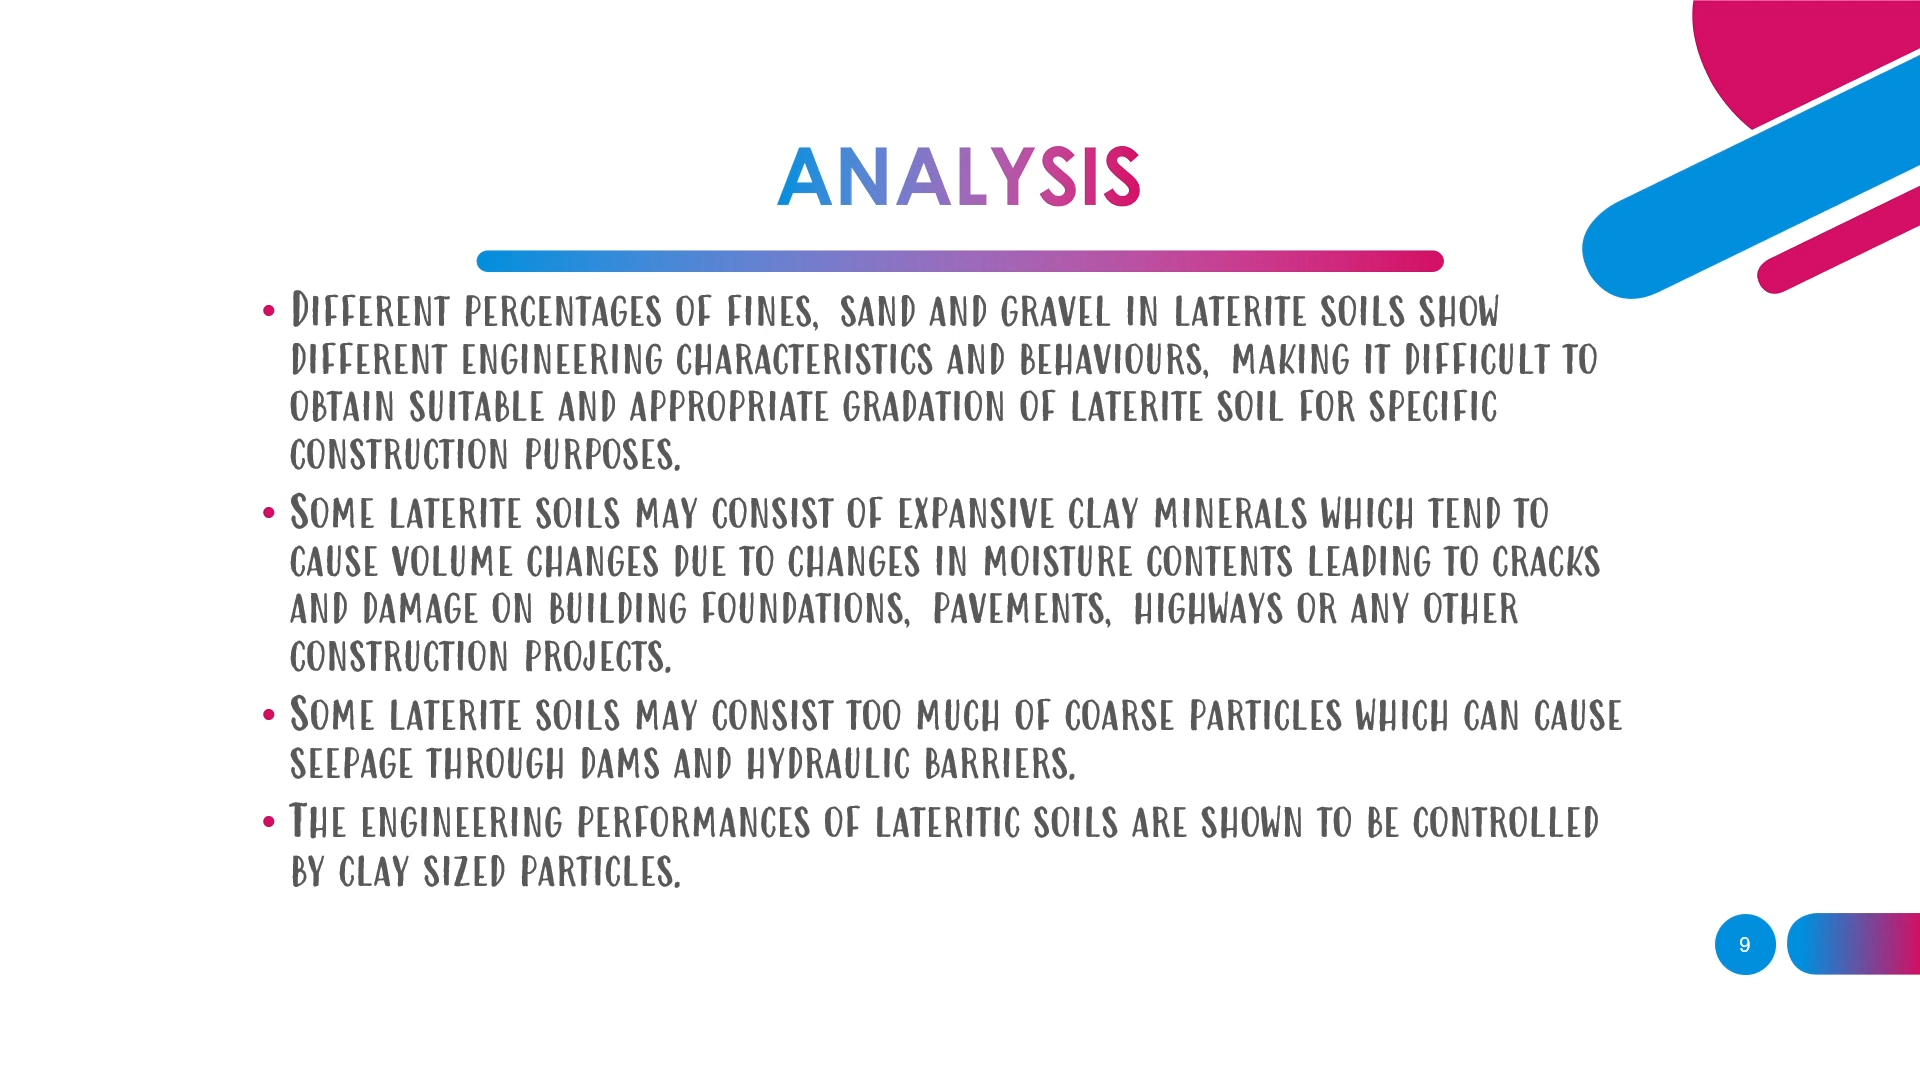 ANALYSIS
• Different percentages of fines, sand and gravel in laterite soils show
different engineering characteristics and behaviours, making it difficult to
obtain suitable and appropriate gradation of laterite soil for specific
construction purposes.
• Some laterite soils may consist of expansive clay minerals which tend to
cause volume changes due to changes in moisture contents leading to cracks
and damage on building foundations, pavements, highways or any other
construction projects.
• Some laterite soils may consist too much of coarse particles which can cause
seepage through dams and hydraulic barriers.
• The engineering performances of lateritic soils are shown to be controlled
by clay sized particles.
9